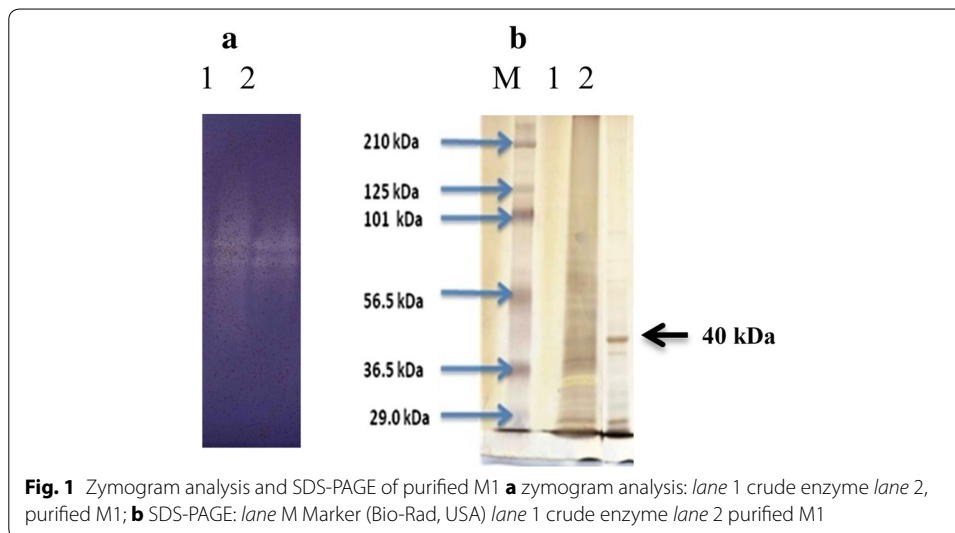 a
1 2
b
M 1 2
210 kDa
125 kDa
101 kDa
56.5 kDa
36.5 kDa
29.0 kDa
40 kDa
Fig. 1 Zymogram analysis and SDS-PAGE of purified M1 a zymogram analysis: lane 1 crude enzyme lane 2,
purified M1; b SDS-PAGE: lane M Marker (Bio-Rad, USA) lane 1 crude enzyme lane 2 purified M1